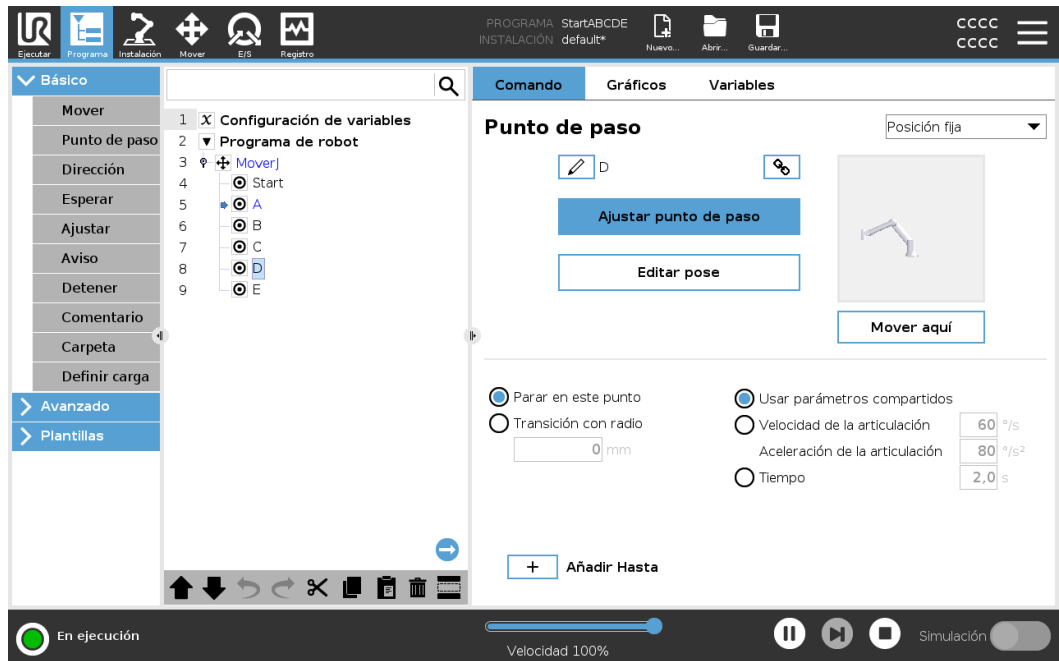 UR
PROGRAMA StartABCDE
INSTALACIÓN default*
CCCC
CCCC
Ejecutar Programa Instalación Mover E/S Registro Nuevo... Abrir... Guardar...
Básico
Mover
Punto de paso
Dirección
Esperar
Ajustar
Aviso
Detener
Comentario
Carpeta
Definir carga
Avanzado
Plantillas
1 X Configuración de variables
2 Programa de robot
3 MoverJ
4 Start
5 A
6 B
7 C
8 D
9 E
Comando Gráficos Variables
Punto de paso
Posición fija
D
Ajustar punto de paso
Editar pose
Mover aquí
Parar en este punto
Transición con radio
0 mm
Usar parámetros compartidos
Velocidad de la articulación 60 °/s
Aceleración de la articulación 80 °/s²
Tiempo 2,0 s
+ Añadir Hasta
En ejecución
Velocidad 100%
Simulación